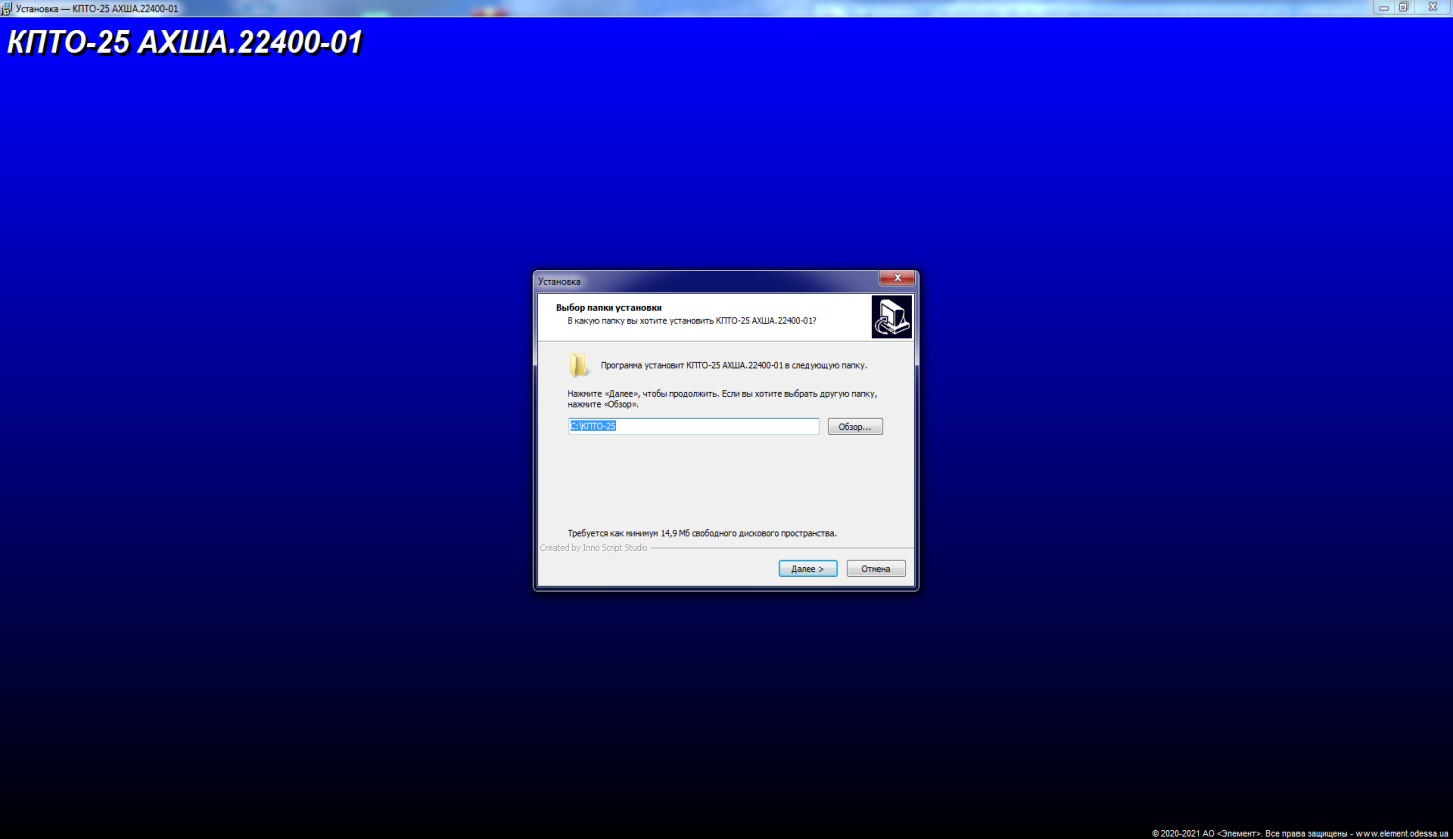 Установка — КПТО-25 АХША.22400-01
КПТО-25 АХША.22400-01
Установка
Выбор папки установки
В какую папку вы хотите установить КПТО-25 АХША.22400-01?
Программа установит КПТО-25 АХША.22400-01 в следующую папку.
Нажмите «Далее», чтобы продолжить. Если вы хотите выбрать другую папку,
нажмите «Обзор».
C:\КПТО-25
Обзор...
Требуется как минимум 14,9 Мб свободного дискового пространства.
Created by Inno Script Studio
Далее >
Отмена
© 2020-2021 АО <Элемент>. Все права защищены - www.element.odessa.ua